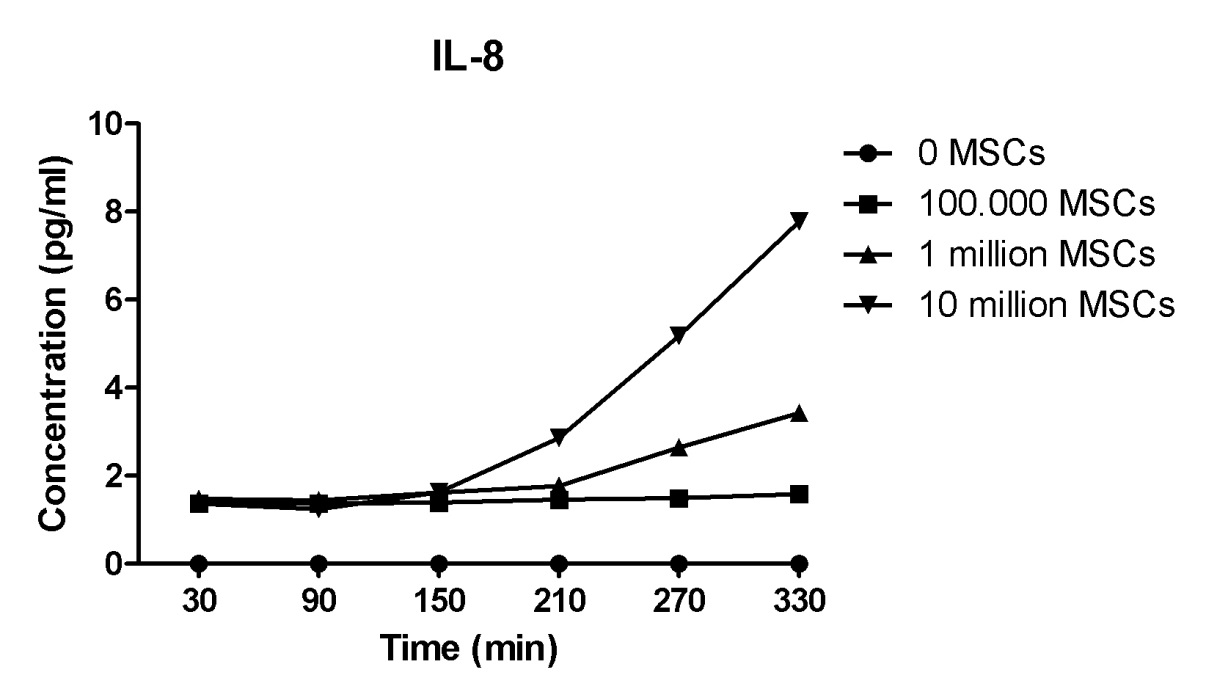 IL-8
10
8
6
4
2
0
Concentration (pg/ml)
30 90 150 210 270 330
Time (min)
0 MSCs
100.000 MSCs
1 million MSCs
10 million MSCs